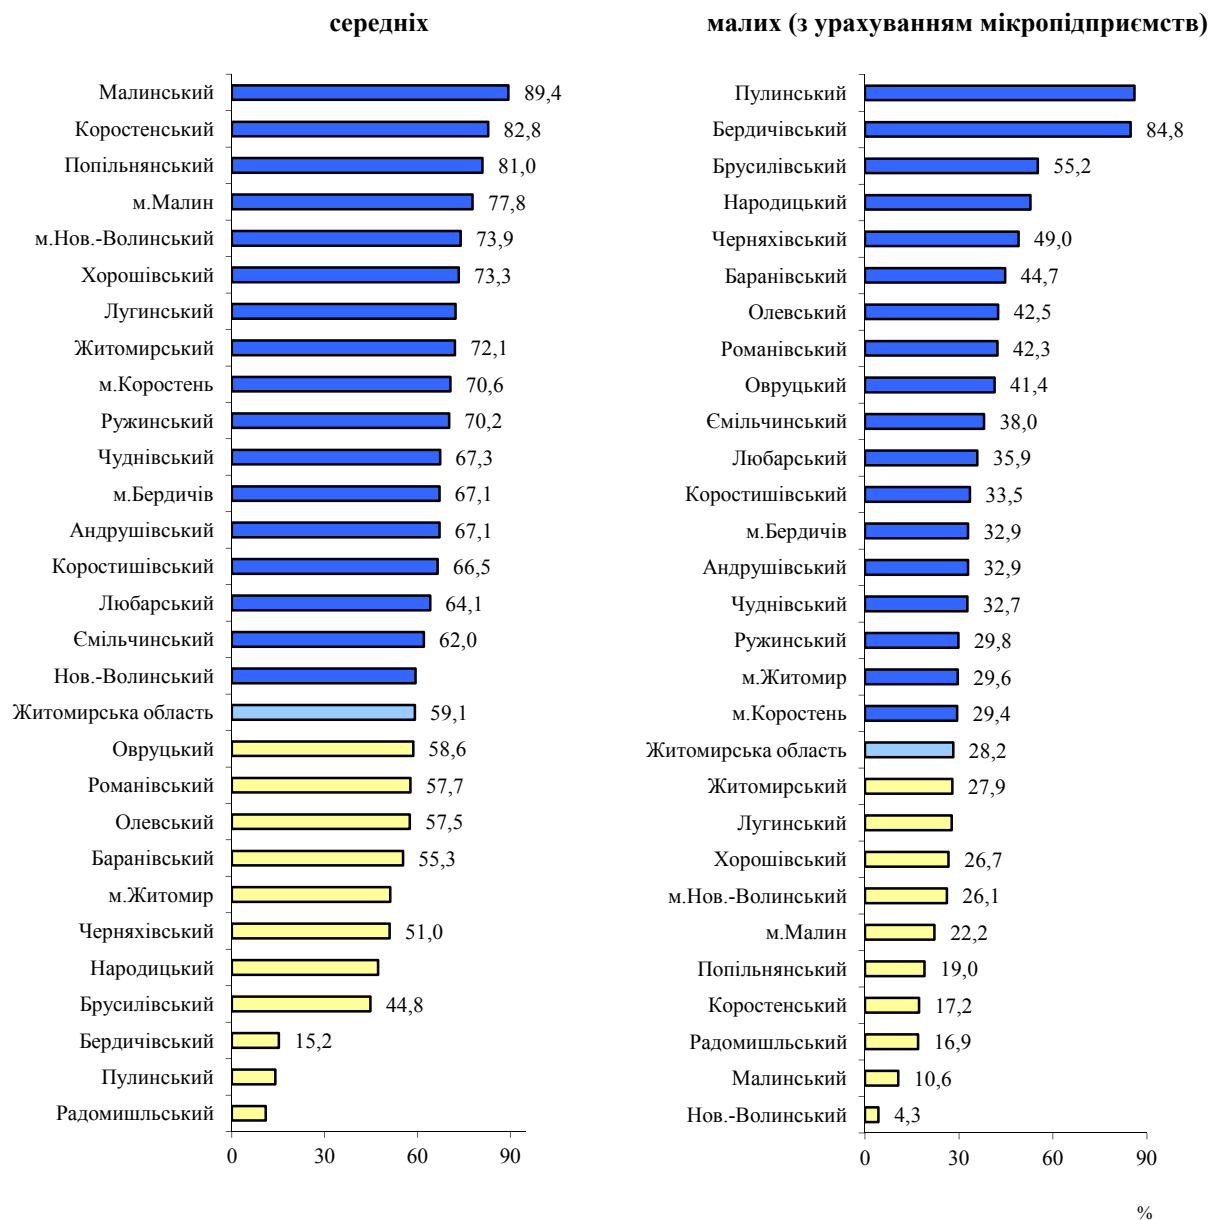 середніх
Малинський 89,4
Коростенський 82,8
Попільнянський 81,0
м.Малин 77,8
м.Нов.-Волинський 73,9
Хорошівський 73,3
Лугинський
Житомирський 72,1
м.Коростень 70,6
Ружинський 70,2
Чуднівський 67,3
м.Бердичів 67,1
Андрушівський 67,1
Коростишівський 66,5
Любарський 64,1
Ємільчинський 62,0
Нов.-Волинський
Житомирська область 59,1
Овруцький 58,6
Романівський 57,7
Олевський 57,5
Баранівський 55,3
м.Житомир
Черняхівський 51,0
Народицький
Брусилівський 44,8
Бердичівський 15,2
Пулинський
Радомишльський
0 30 60 90
малих (з урахуванням мікропідприємств)
Пулинський
Бердичівський 84,8
Брусилівський 55,2
Народицький
Черняхівський 49,0
Баранівський 44,7
Олевський 42,5
Романівський 42,3
Овруцький 41,4
Ємільчинський 38,0
Любарський 35,9
Коростишівський 33,5
м.Бердичів 32,9
Андрушівський 32,9
Чуднівський 32,7
Ружинський 29,8
м.Житомир 29,6
м.Коростень 29,4
Житомирська область 28,2
Житомирський 27,9
Лугинський
Хорошівський 26,7
м.Нов.-Волинський 26,1
м.Малин 22,2
Попільнянський 19,0
Коростенський 17,2
Радомишльський 16,9
Малинський 10,6
Нов.-Волинський 4,3
0 30 60 90
%